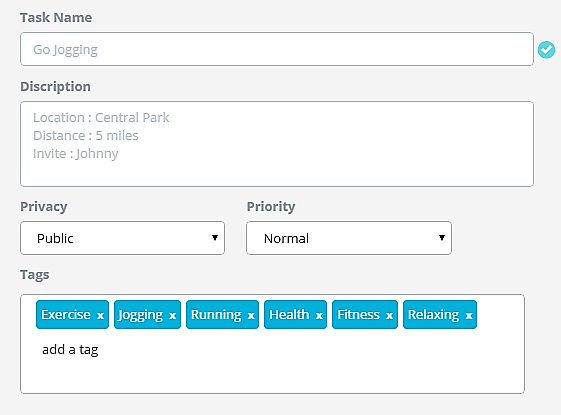 Task Name
Go Jogging
Discription
Location : Central Park
Distance : 5 miles
Invite : Johnny
Privacy Priority
Public Normal
Tags
Exercise x Jogging x Running x Health x Fitness x Relaxing x
add a tag